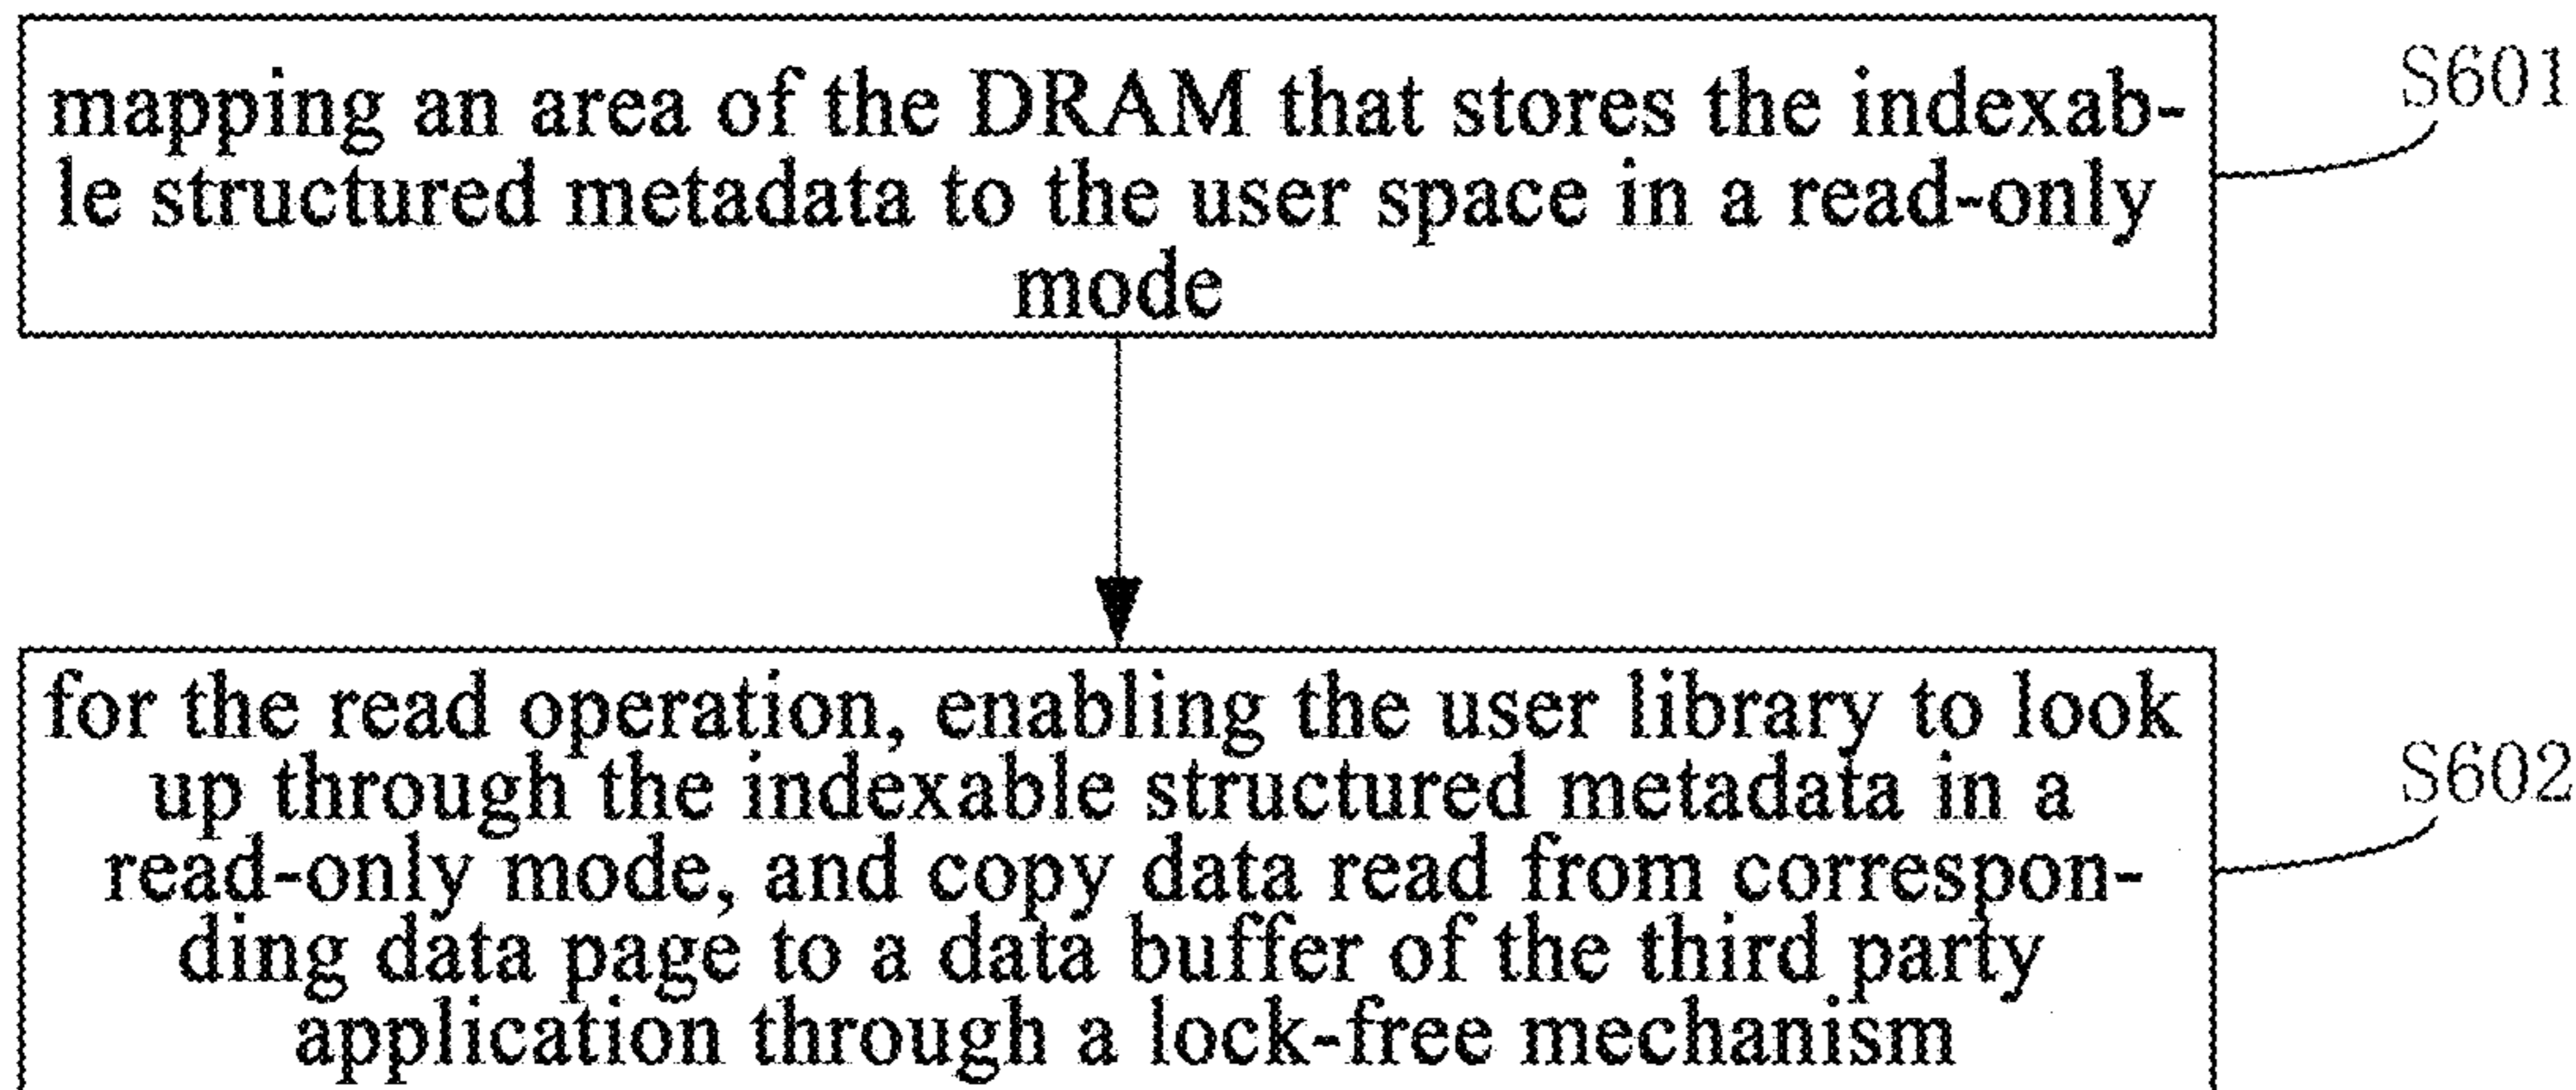 mapping an area of the DRAM that stores the indexab-
le structured metadata to the user space in a read-only
mode
S601
for the read operation, enabling the user library to look
up through the indexable structured metadata in a
read-only mode, and copy data read from correspon-
ding data page to a data buffer of the third party
application through a lock-free mechanism
S602